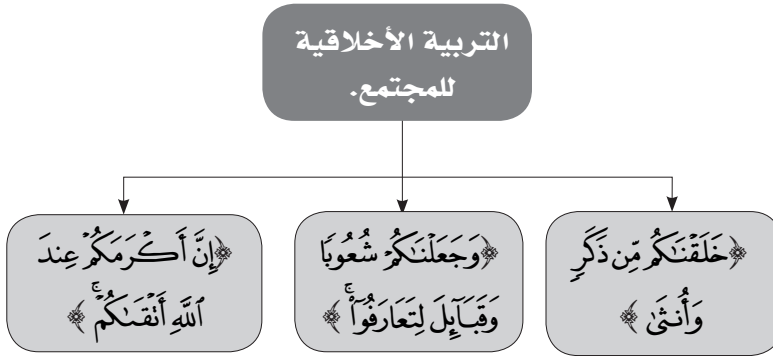 التربية الأخلاقية
للمجتمع.
﴿خَلَقْنَٰكُم مِّن ذَكَرٍ
وَأُنثَىٰ ﴾
﴿وَجَعَلْنَٰكُمْ شُعُوبًا
وَقَبَآئِلَ لِتَعَارَفُوٓا۟ۚ ﴾
﴿إِنَّ أَكْرَمَكُمْ عِندَ
ٱللَّهِ أَتْقَىٰكُمْۚ ﴾